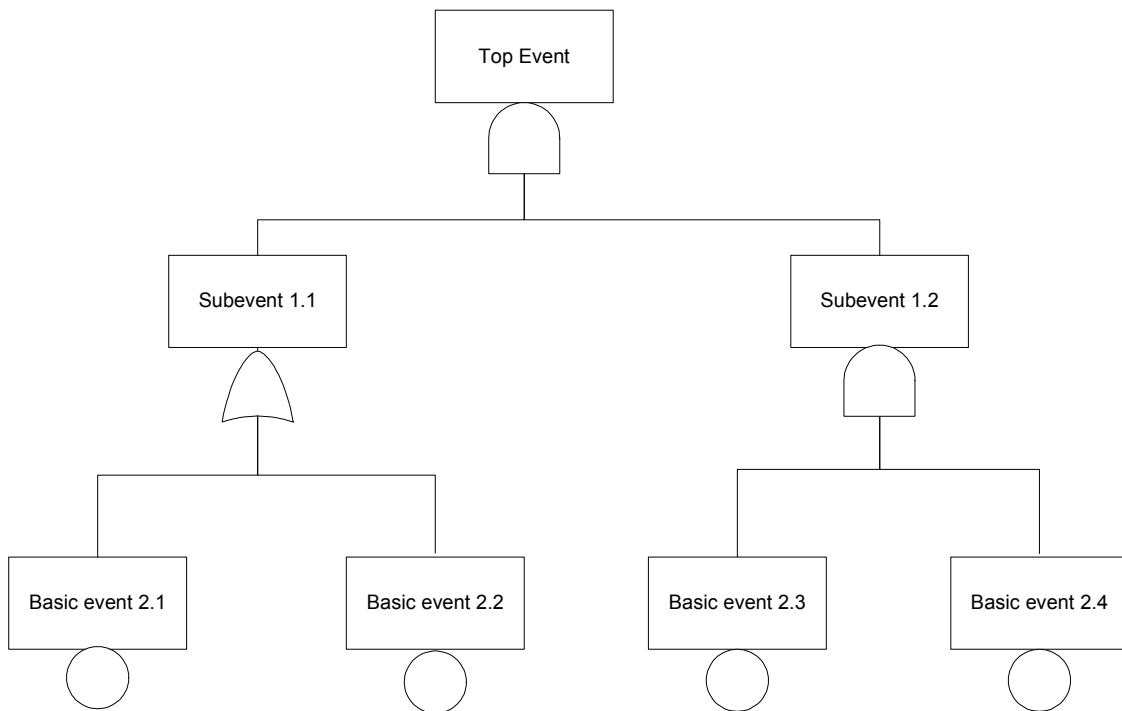 Top Event
Subevent 1.1
Subevent 1.2
Basic event 2.1
Basic event 2.2
Basic event 2.3
Basic event 2.4